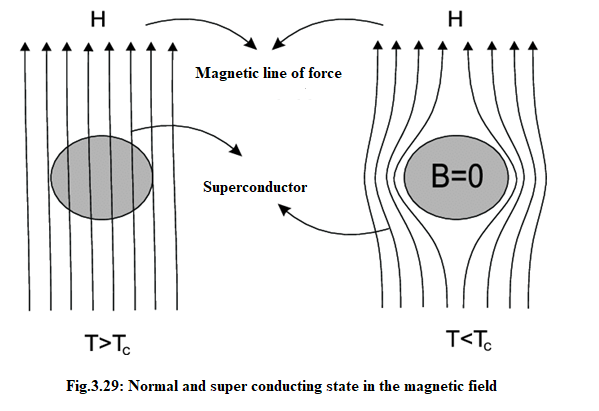 H
H
Magnetic line of force
Superconductor
B=0
T>Tc
T<Tc
Fig.3.29: Normal and super conducting state in the magnetic field